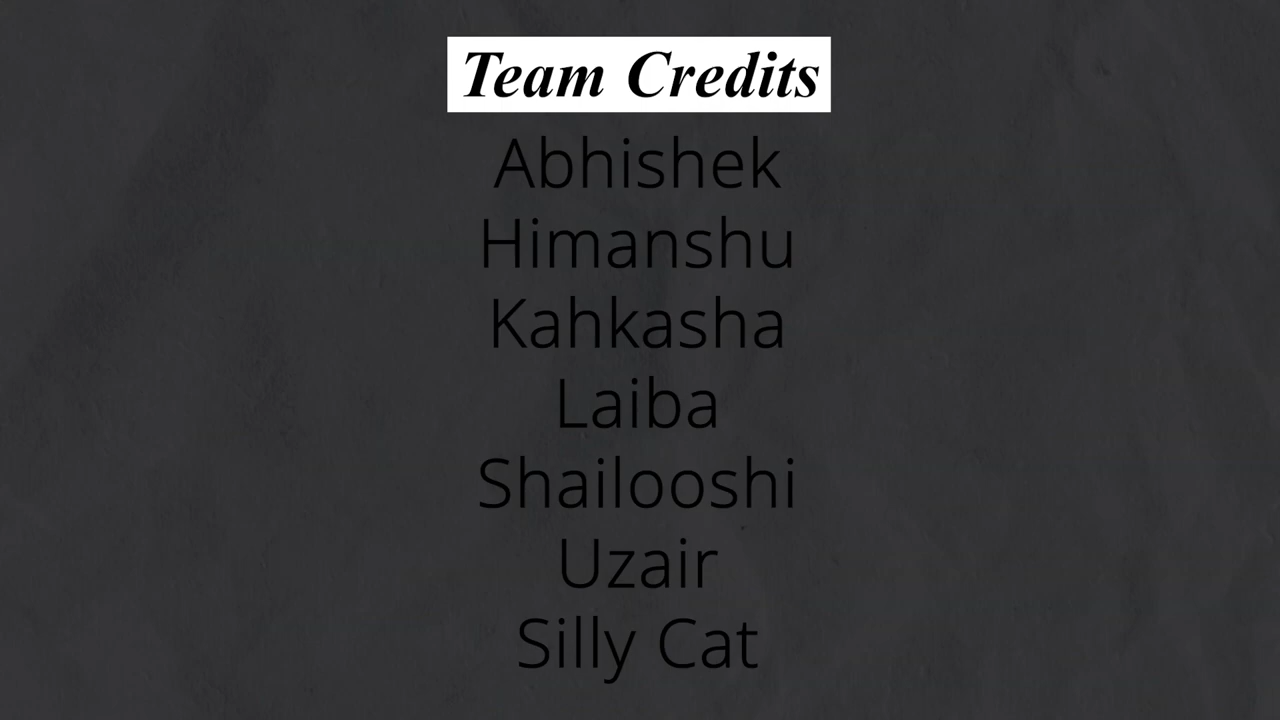 Team Credits
Abhishek
Himanshu
Kahkasha
Laiba
Shailooshi
Uzair
Silly Cat